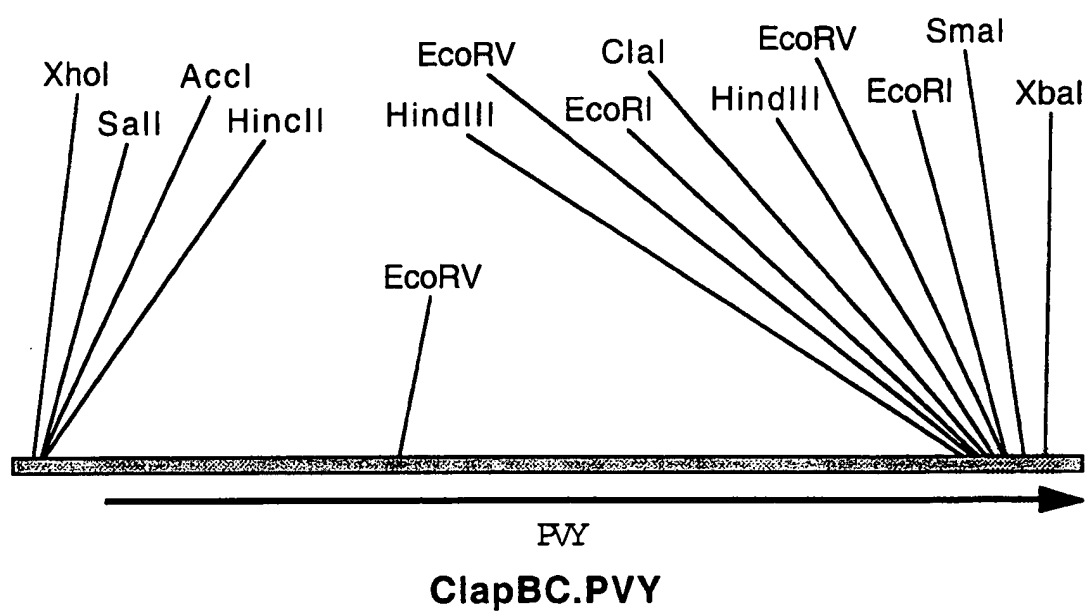 SmaI
EcoRV
EcoRV
ClaI
XhoI
AccI
EcoRI
XbaI
HindIII
EcoRI
HindIII
SalI
HincII
EcoRV
PVY
ClapBC.PVY